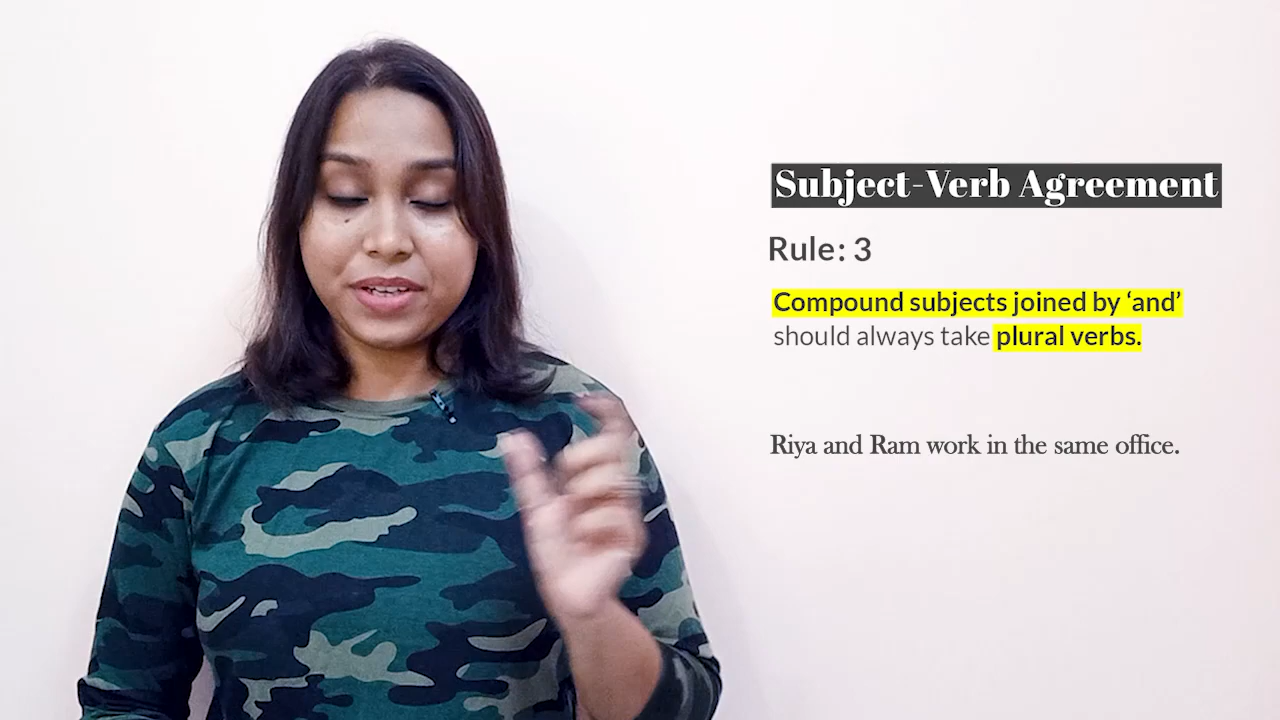 Subject-Verb Agreement
Rule: 3
Compound subjects joined by ‘and’
should always take plural verbs.
Riya and Ram work in the same office.